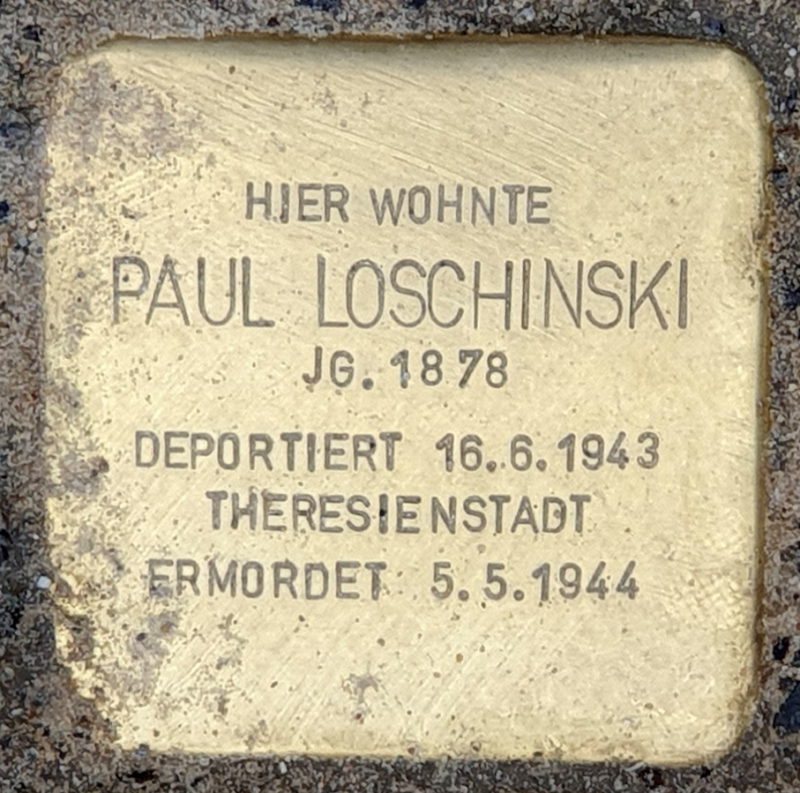 HIER WOHNTE
PAUL LOSCHINSKI
JG. 1878
DEPORTIERT 16.6.1943
THERESIENSTADT
ERMORDET 5.5.1944